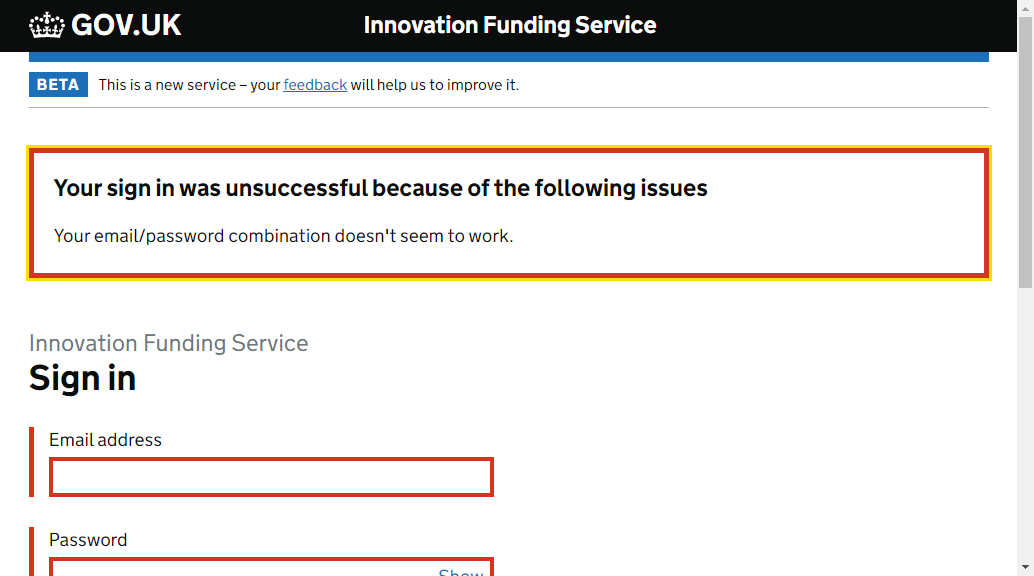 GOV.UK Innovation Funding Service
BETA This is a new service – your feedback will help us to improve it.
Your sign in was unsuccessful because of the following issues
Your email/password combination doesn't seem to work.
Innovation Funding Service
Sign in
Email address
Password
Show